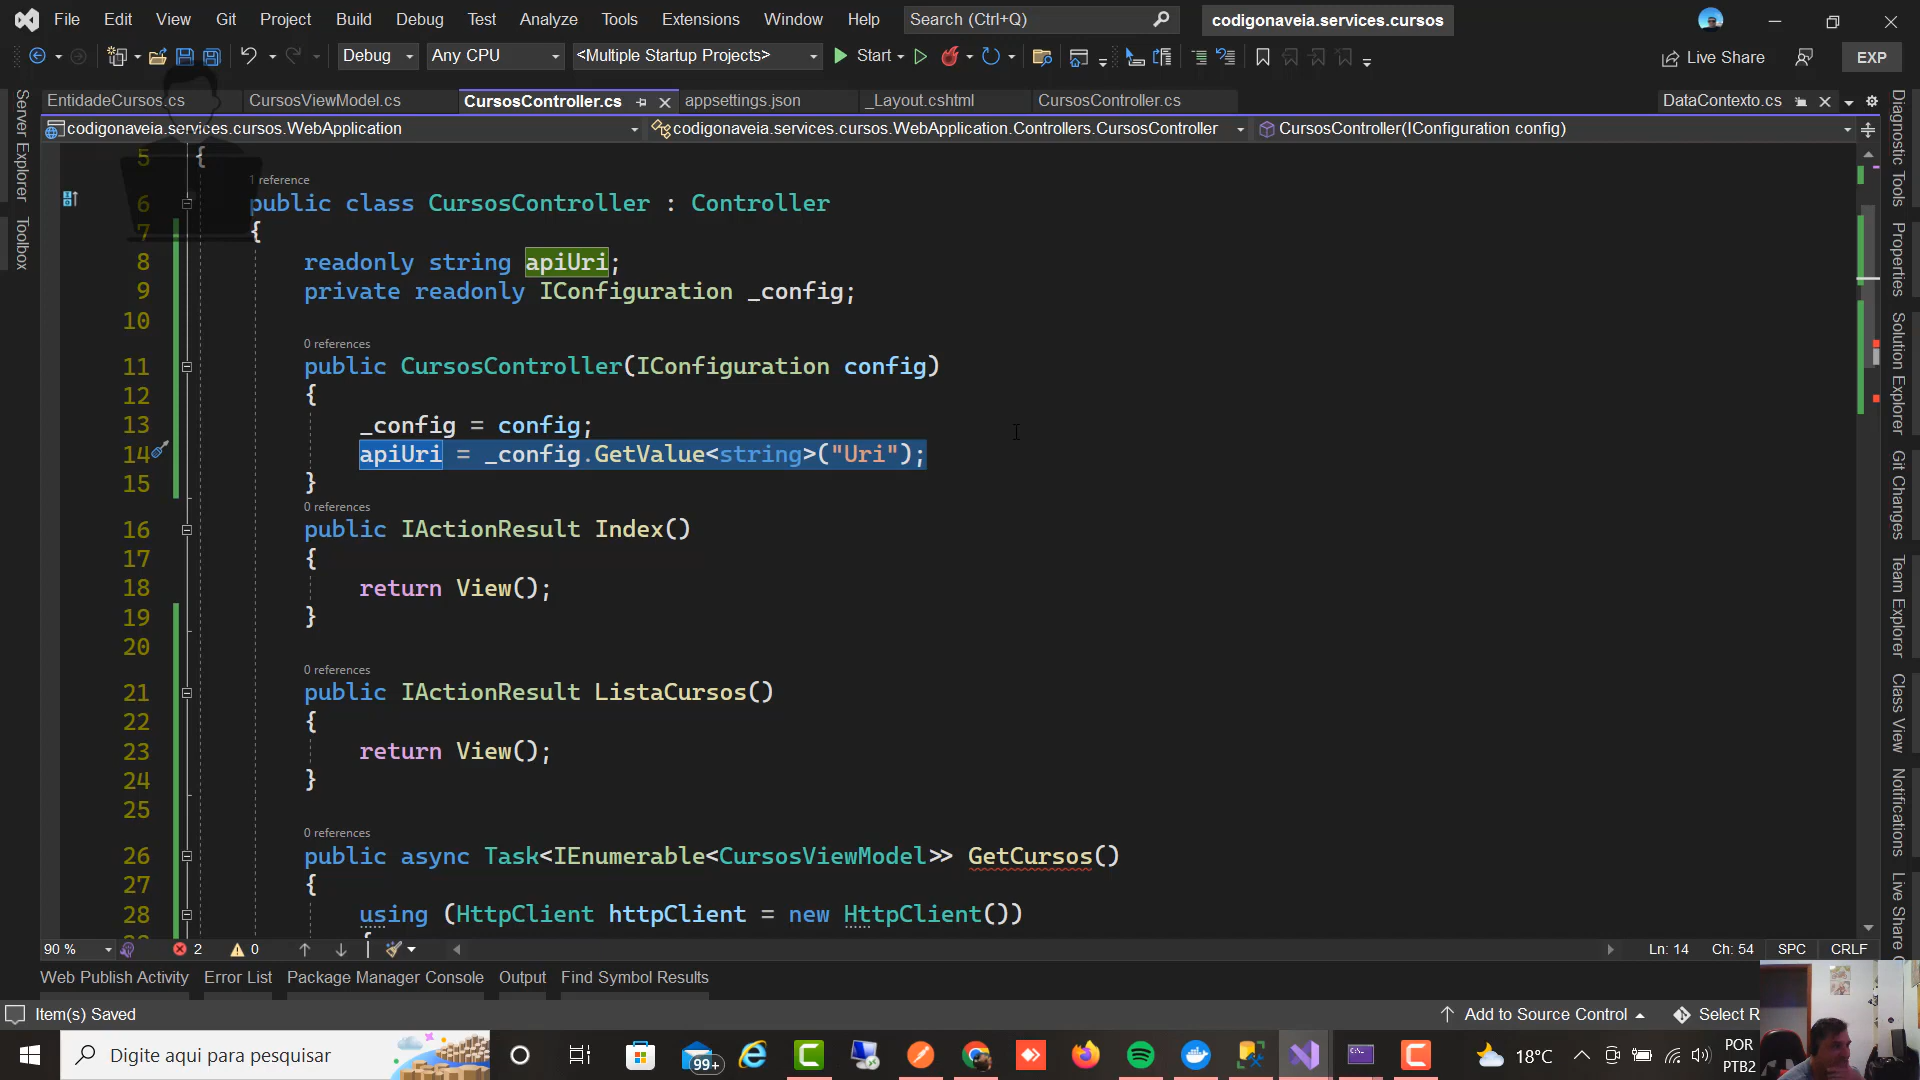 File Edit View Git Project Build Debug Test Analyze Tools Extensions Window Help Search (Ctrl+Q) codigonaveia.services.cursos
Debug Any CPU <Multiple Startup Projects> Start Live Share EXP
EntidadeCursos.cs CursosViewModel.cs CursosController.cs appsettings.json _Layout.cshtml CursosController.cs DataContexto.cs
codigonaveia.services.cursos.WebApplication codigonaveia.services.cursos.WebApplication.Controllers.CursosController CursosController(IConfiguration config)
5 {
1 reference
6 public class CursosController : Controller
7 {
8 readonly string apiUri;
9 private readonly IConfiguration _config;
10
0 references
11 public CursosController(IConfiguration config)
12 {
13 _config = config;
14 apiUri = _config.GetValue<string>("Uri");
15 }
0 references
16 public IActionResult Index()
17 {
18 return View();
19 }
20
0 references
21 public IActionResult ListaCursos()
22 {
23 return View();
24 }
25
0 references
26 public async Task<IEnumerable<CursosViewModel>> GetCursos()
27 {
28 using (HttpClient httpClient = new HttpClient())
{
Server Explorer
Toolbox
Diagnostic Tools
Properties
Solution Explorer
Git Changes
Team Explorer
Class View
Notifications
Live Share
90 % 2 0 Ln: 14 Ch: 54 SPC CRLF
Web Publish Activity Error List Package Manager Console Output Find Symbol Results
Item(s) Saved Add to Source Control Select R
Digite aqui para pesquisar 99+ 18°C POR
PTB2